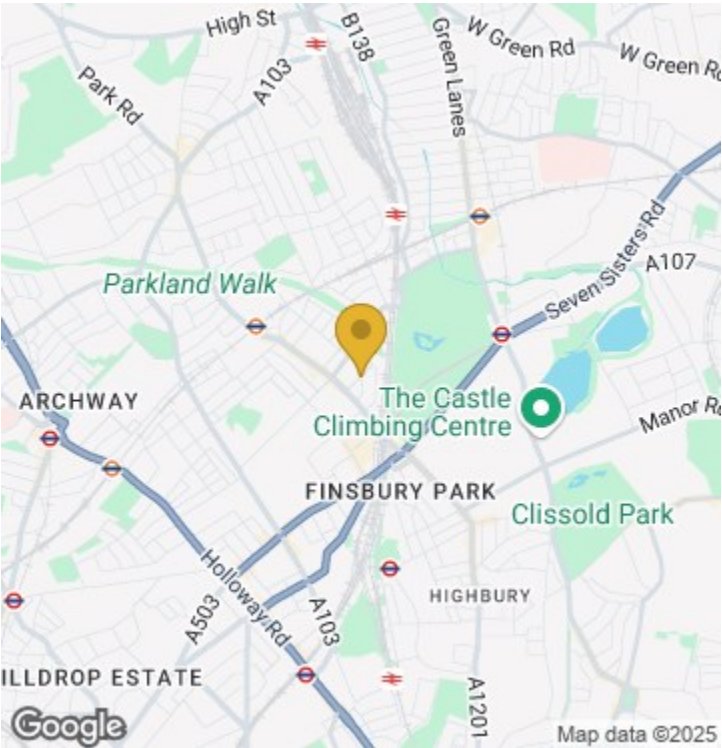 High St
B138
Green Lanes
W Green Rd
W Green Rd
Park Rd
A103
Seven Sisters Rd
A107
Parkland Walk
ARCHWAY
The Castle
Climbing Centre
Manor Rd
FINSBURY PARK
Clissold Park
Holloway Rd
A503
A103
HIGHBURY
ILLDROP ESTATE
A1201
Google
Map data ©2025